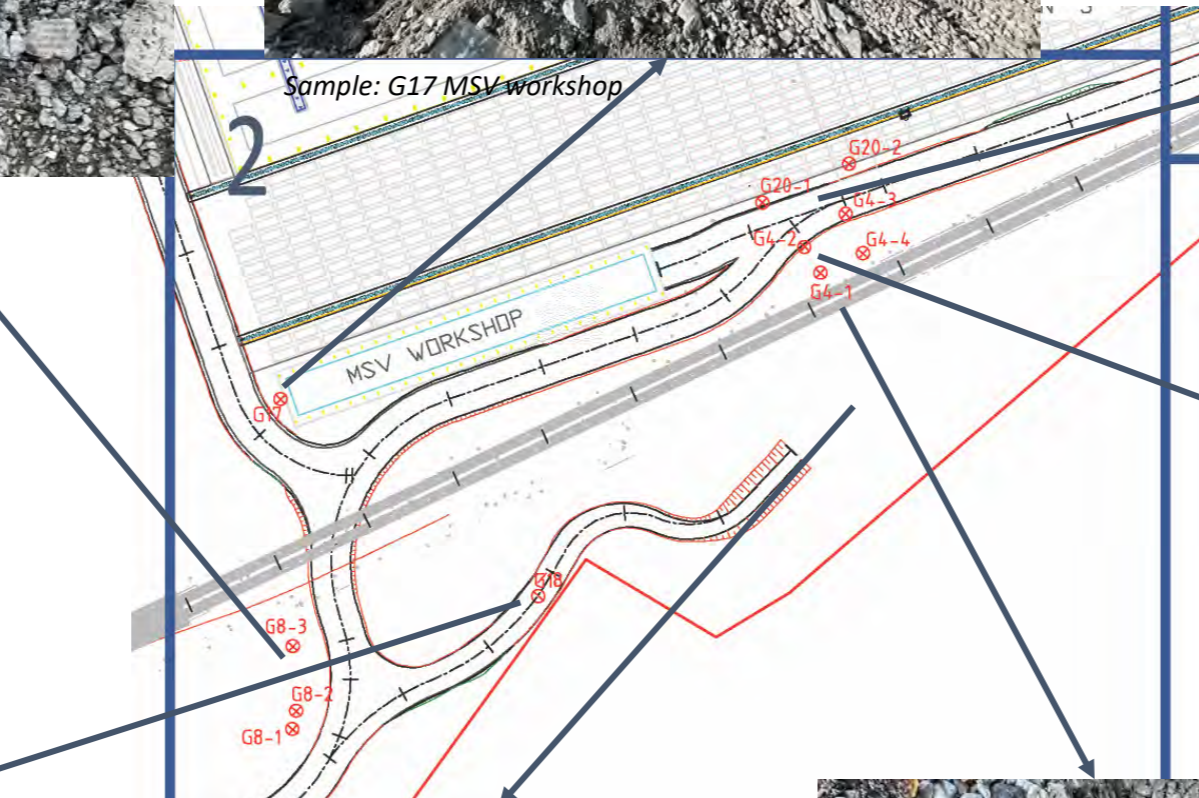 N S
Sample: G17 MSV workshop
2
G20-2
G20-1
G4-3
G4-2
G4-4
G4-1
MSV WORKSHOP
G17
G18
G8-3
G8-2
G8-1